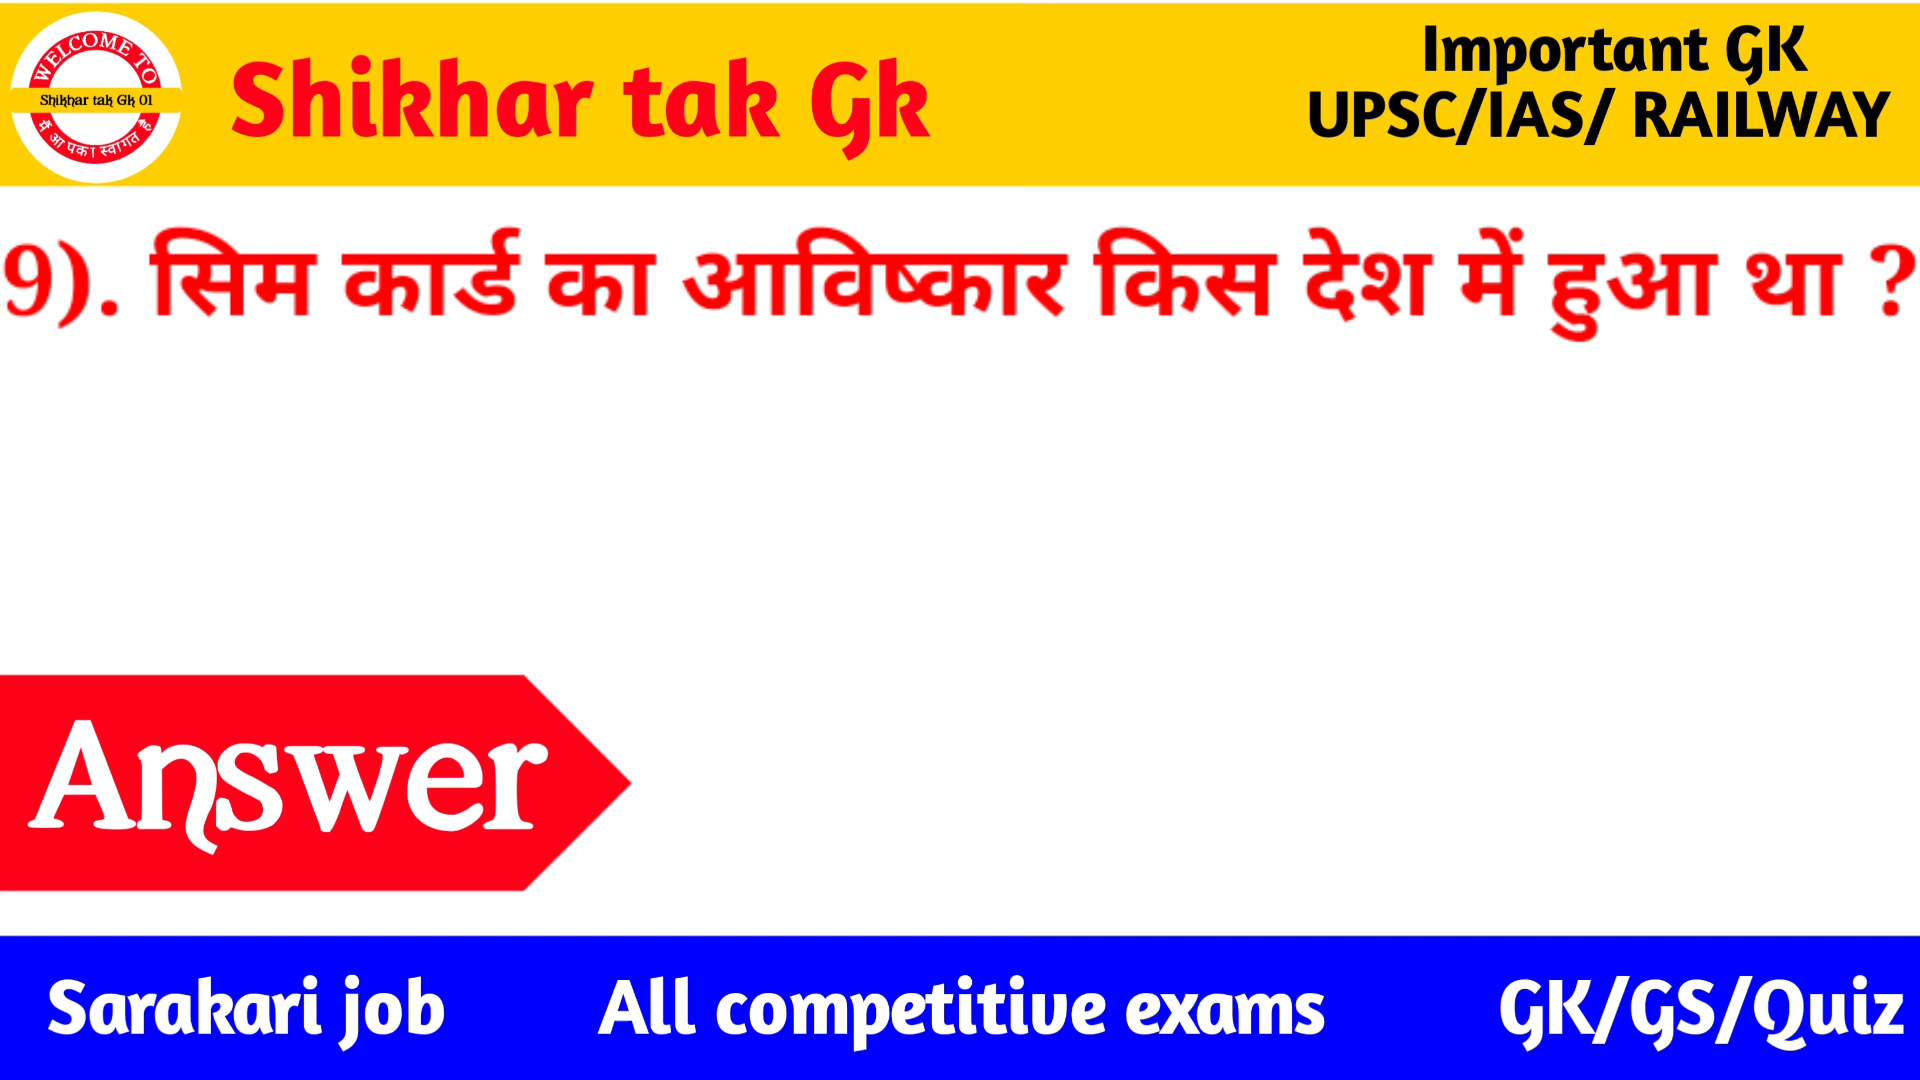 WELCOME TO
Shikhar tak Gk 01
में आपका स्वागत है
Shikhar tak Gk
Important GK
UPSC/IAS/ RAILWAY
9). सिम कार्ड का आविष्कार किस देश में हुआ था ?
Answer
Sarakari job All competitive exams GK/GS/Quiz